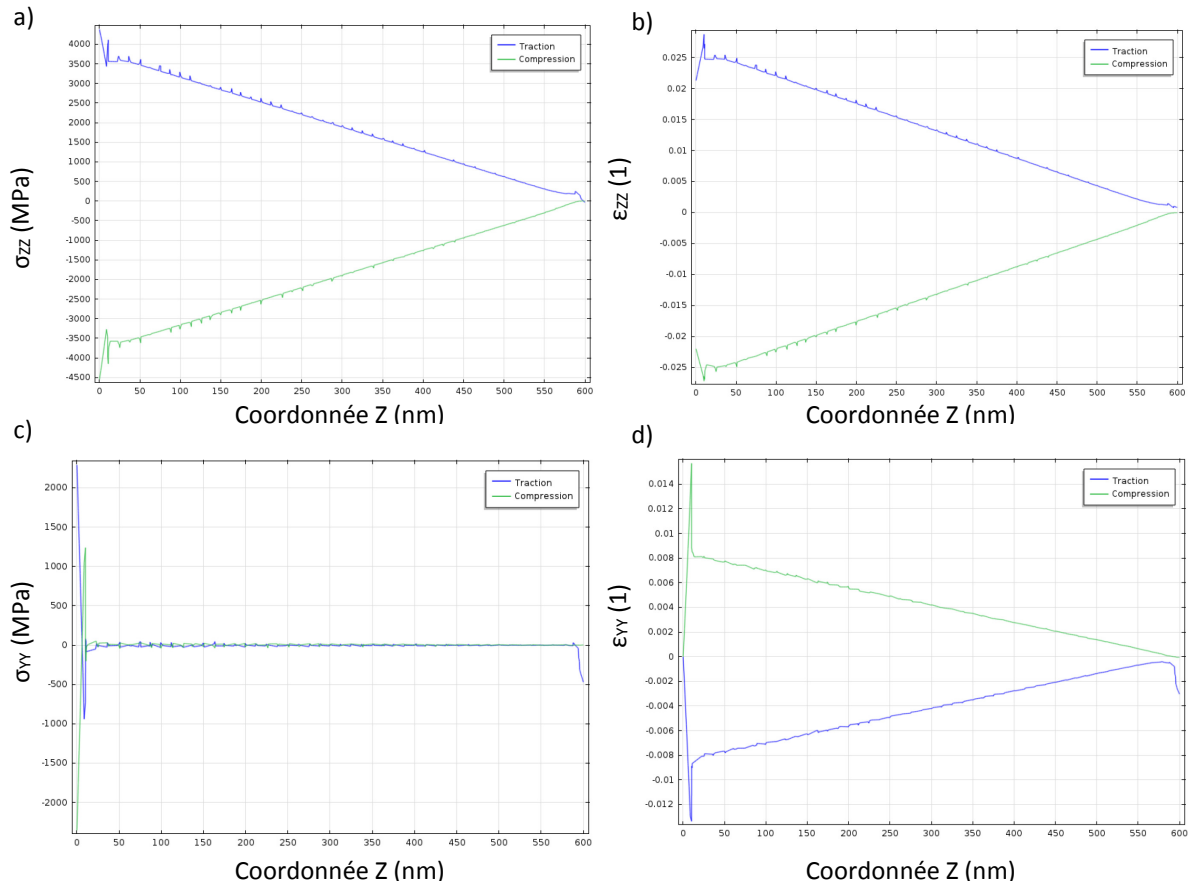 a)
4000
3500
3000
2500
2000
1500
1000
500
0
-500
-1000
-1500
-2000
-2500
-3000
-3500
-4000
-4500
σZZ (MPa)
Traction
Compression
0 50 100 150 200 250 300 350 400 450 500 550 600
Coordonnée Z (nm)
b)
0.025
0.02
0.015
0.01
0.005
0
-0.005
-0.01
-0.015
-0.02
-0.025
εZZ (1)
Traction
Compression
0 50 100 150 200 250 300 350 400 450 500 550 600
Coordonnée Z (nm)
c)
2000
1500
1000
500
0
-500
-1000
-1500
-2000
σYY (MPa)
Traction
Compression
0 50 100 150 200 250 300 350 400 450 500 550 600
Coordonnée Z (nm)
d)
0.014
0.012
0.01
0.008
0.006
0.004
0.002
0
-0.002
-0.004
-0.006
-0.008
-0.01
-0.012
εYY (1)
Traction
Compression
0 50 100 150 200 250 300 350 400 450 500 550 600
Coordonnée Z (nm)